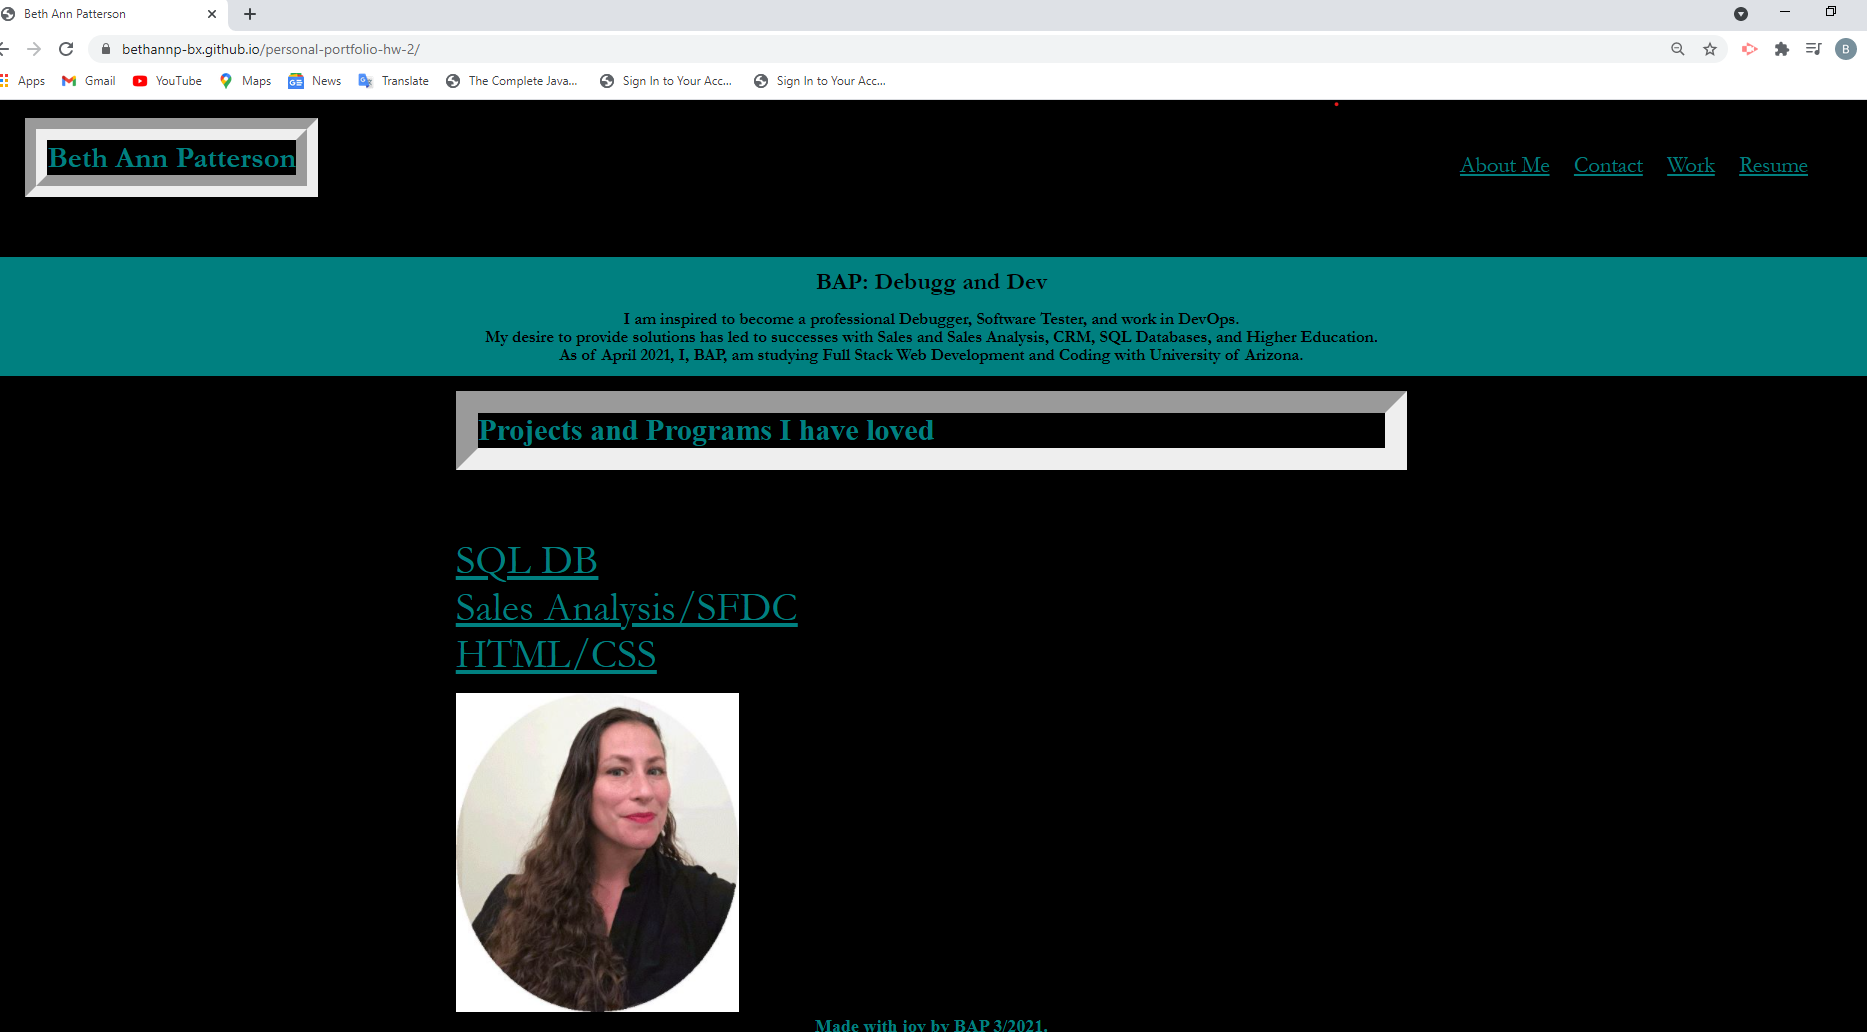 Beth Ann Patterson
bethannp-bx.github.io/personal-portfolio-hw-2/
B
Apps Gmail YouTube Maps News Translate The Complete Java... Sign In to Your Acc... Sign In to Your Acc...
Beth Ann Patterson
About Me Contact Work Resume
BAP: Debugg and Dev
I am inspired to become a professional Debugger, Software Tester, and work in DevOps.
My desire to provide solutions has led to successes with Sales and Sales Analysis, CRM, SQL Databases, and Higher Education.
As of April 2021, I, BAP, am studying Full Stack Web Development and Coding with University of Arizona.
Projects and Programs I have loved
SQL DB
Sales Analysis/SFDC
HTML/CSS
Made with joy by BAP 3/2021.